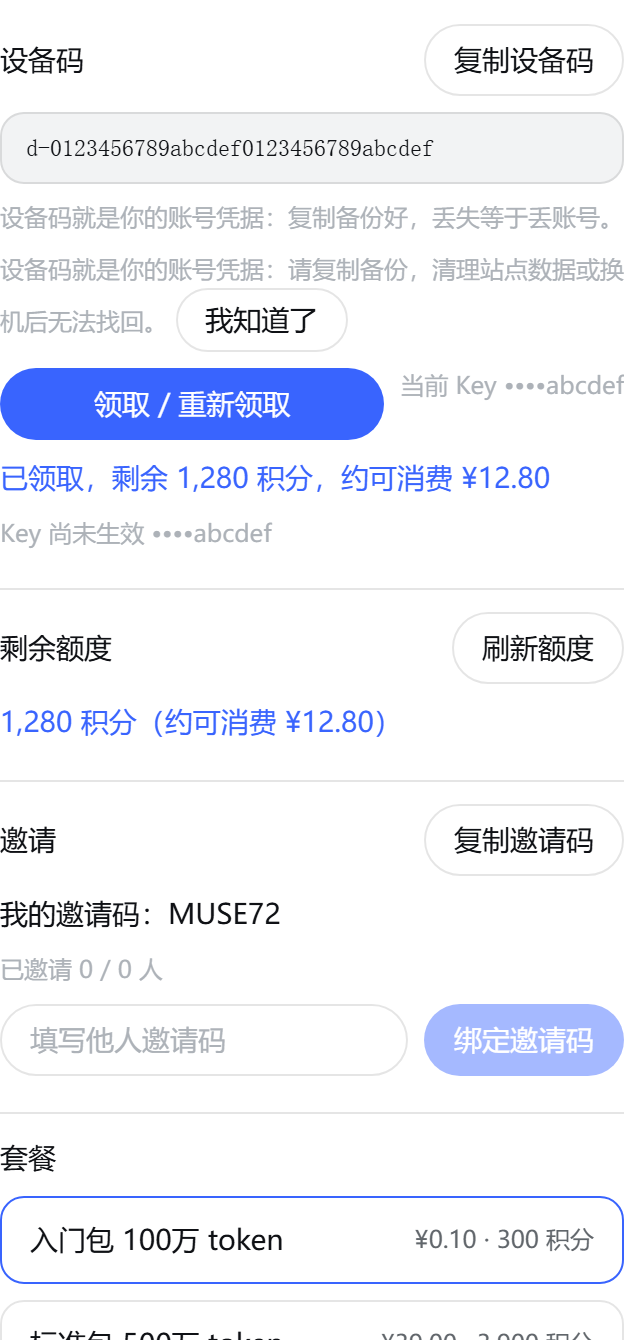 设备码
复制设备码
d-0123456789abcdef0123456789abcdef
设备码就是你的账号凭据：复制备份好，丢失等于丢账号。
设备码就是你的账号凭据：请复制备份，清理站点数据或换
机后无法找回。 我知道了
领取 / 重新领取
当前 Key ••••abcdef
已领取，剩余 1,280 积分，约可消费 ¥12.80
Key 尚未生效 ••••abcdef
剩余额度
刷新额度
1,280 积分（约可消费 ¥12.80）
邀请
复制邀请码
我的邀请码：MUSE72
已邀请 0 / 0 人
填写他人邀请码
绑定邀请码
套餐
入门包 100万 token
¥0.10 · 300 积分
标准包 500万 token